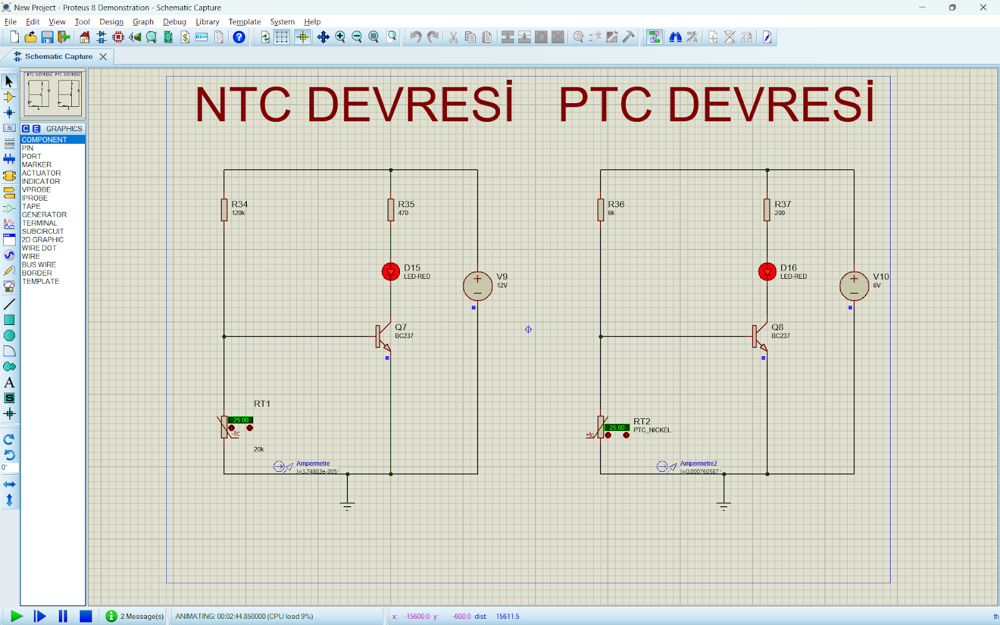 New Project - Proteus 8 Demonstration - Schematic Capture
File Edit View Tool Design Graph Debug Library Template System Help
Schematic Capture
NTC DEVRESİ PTC DEVRESİ
LBL
C E GRAPHICS
COMPONENT
PIN
PORT
MARKER
ACTUATOR
INDICATOR
VPROBE
IPROBE
TAPE
GENERATOR
TERMINAL
SUBCIRCUIT
2D GRAPHIC
WIRE DOT
WIRE
BUS WIRE
BORDER
TEMPLATE
A
S
0°
NTC DEVRESİ
R34
120k
R35
470
D15
LED-RED
V9
12V
Q7
BC237
RT1
25.00
-tc
20k
Ampermetre
I=3.74883e-005
PTC DEVRESİ
R36
6k
R37
200
D16
LED-RED
V10
6V
Q8
BC237
RT2
PTC_NICKEL
25.00
+tc
Ampermetre2
I=0.000760587
2 Message(s)
ANIMATING: 00:02:44.850000 (CPU load 9%)
x: -15600.0 y: -600.0 dist: 15611.5
th